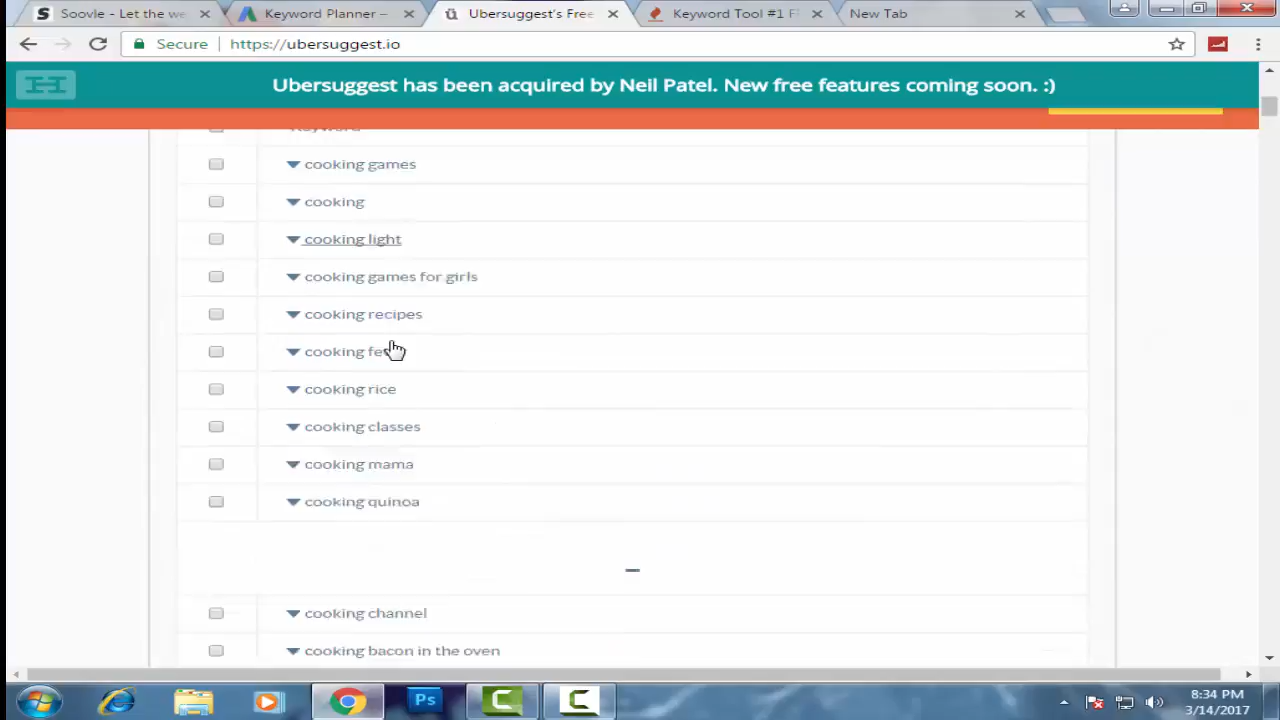 Soovle - Let the we
Keyword Planner –
Ubersuggest's Free
Keyword Tool #1 F
New Tab
Secure
https://ubersuggest.io
Ubersuggest has been acquired by Neil Patel. New free features coming soon. :)
Keyword
cooking games
cooking
cooking light
cooking games for girls
cooking recipes
cooking
cooking rice
cooking classes
cooking mama
cooking quinoa
cooking channel
cooking bacon in the oven
Ps
8:34 PM
3/14/2017